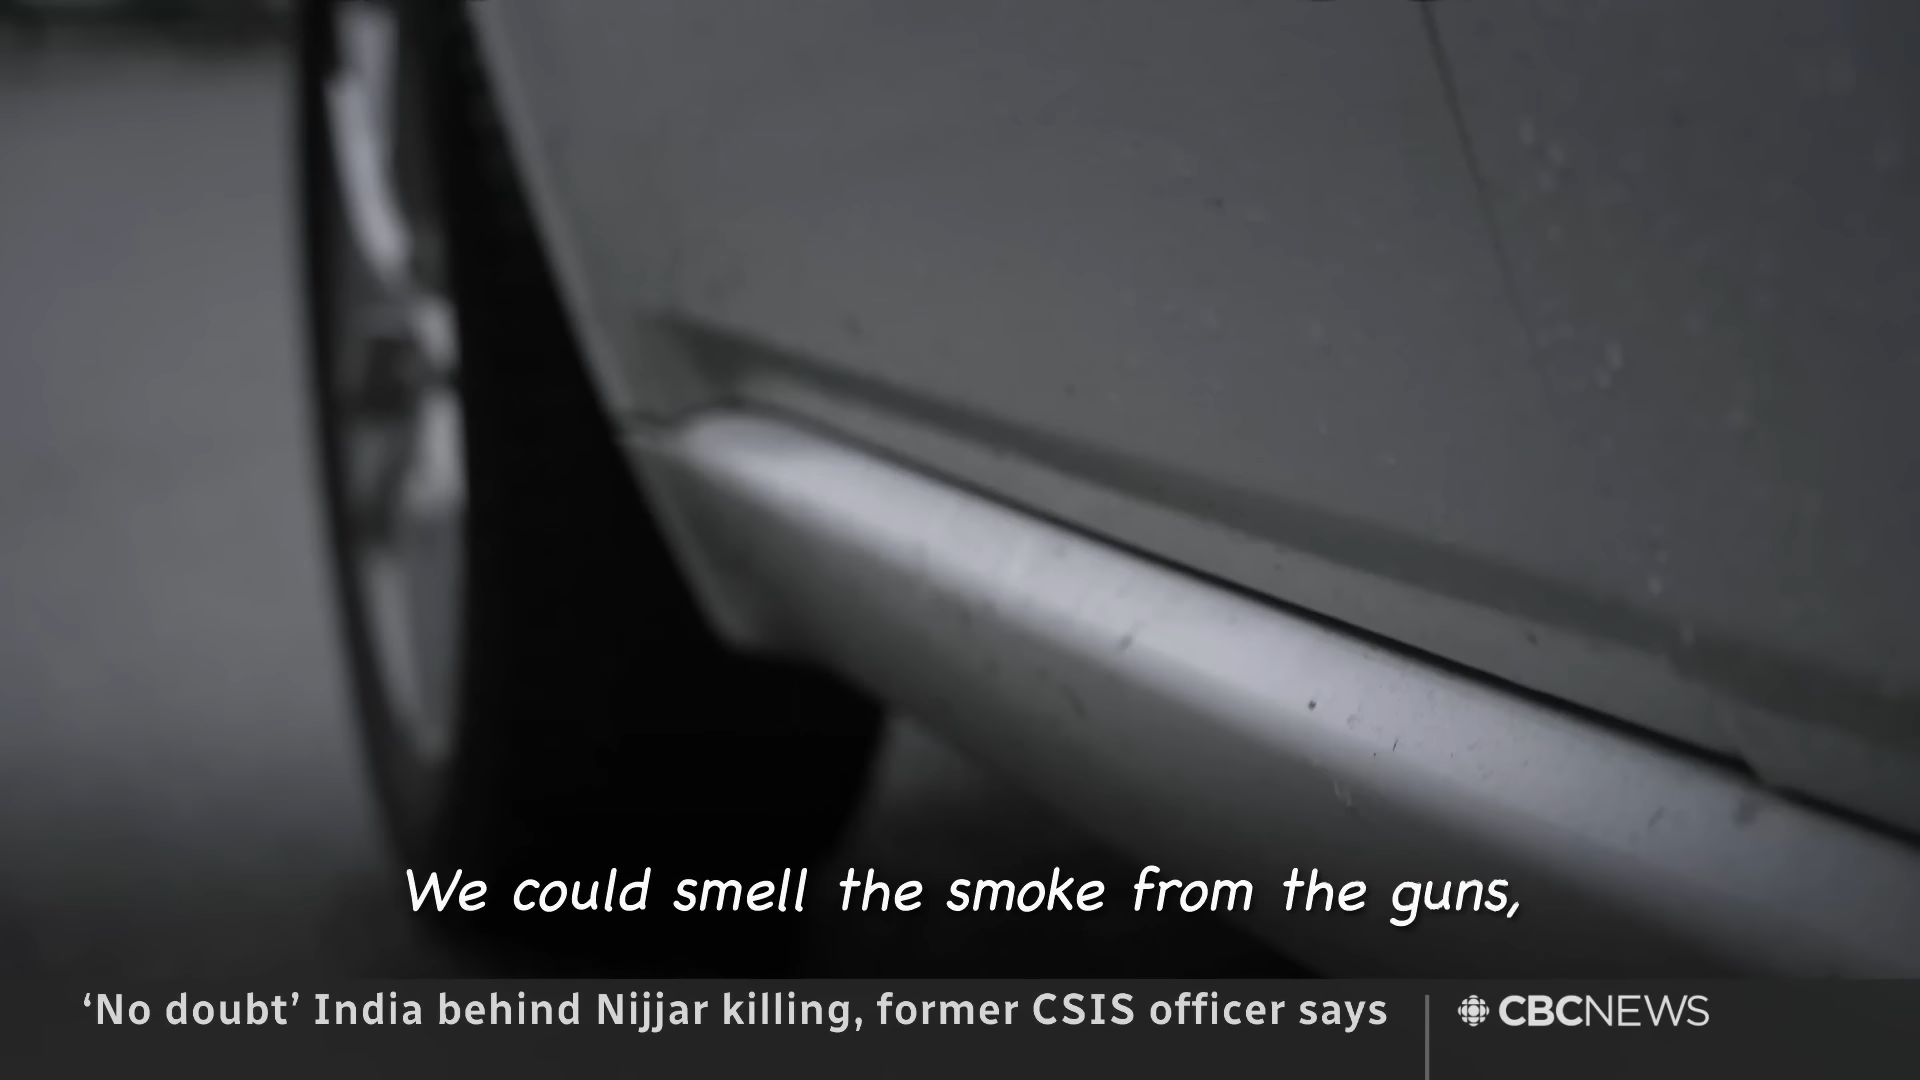 We could smell the smoke from the guns,
‘No doubt’ India behind Nijjar killing, former CSIS officer says
CBCNEWS